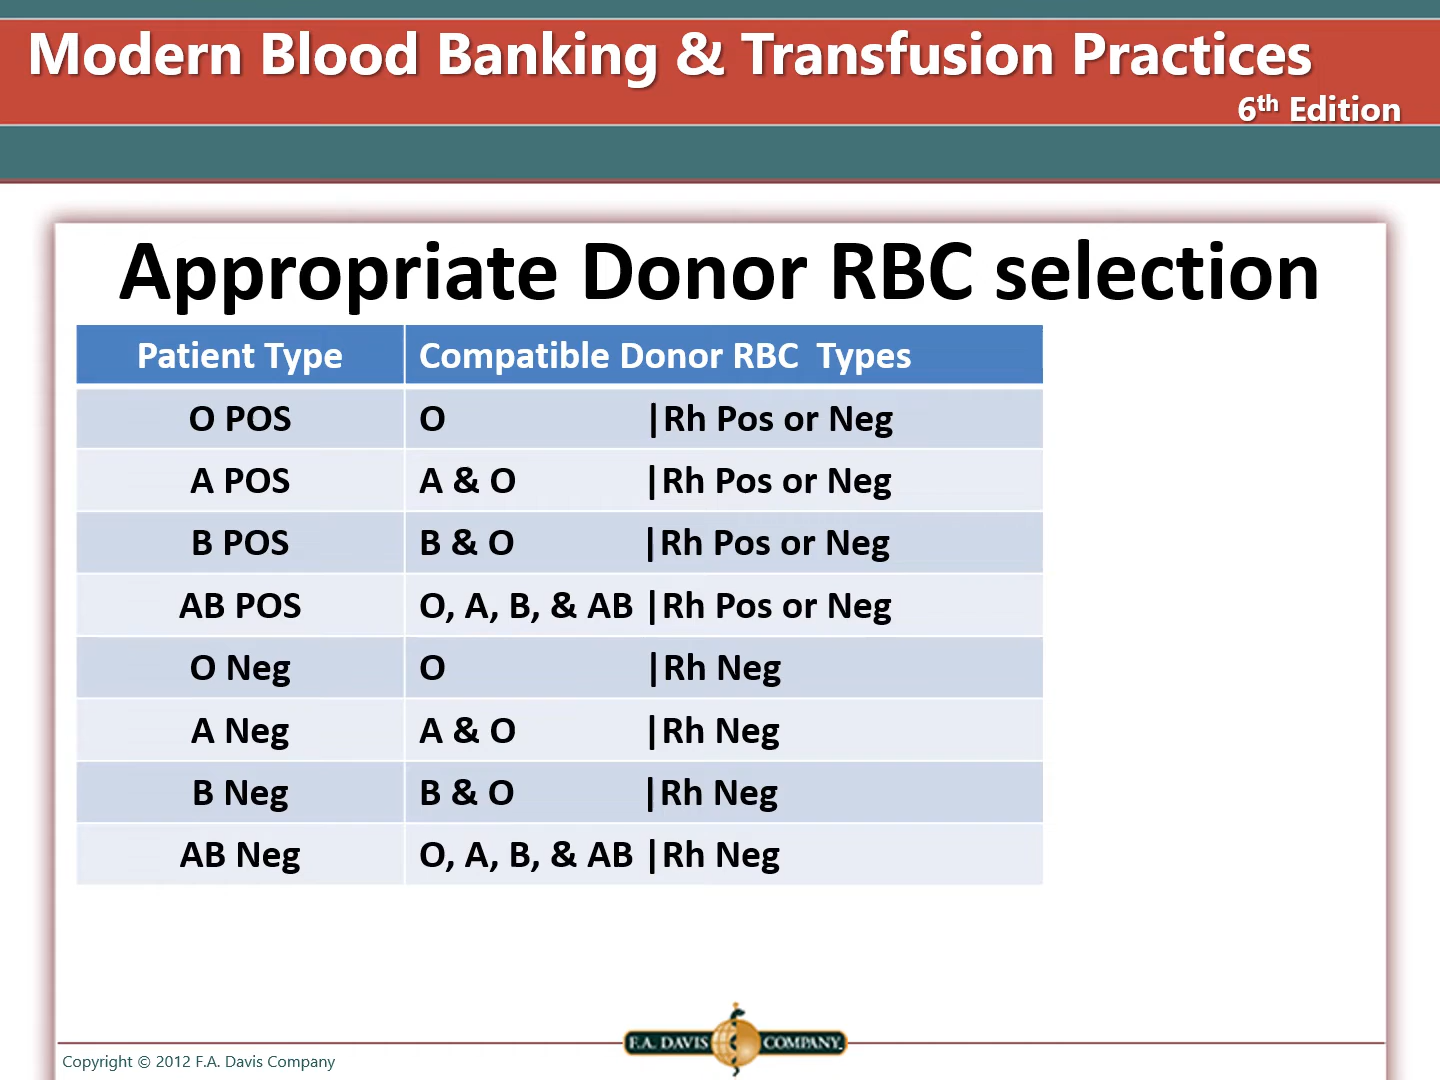 Modern Blood Banking & Transfusion Practices
6th Edition
Appropriate Donor RBC selection
Patient Type Compatible Donor RBC Types
O POS O |Rh Pos or Neg
A POS A & O |Rh Pos or Neg
B POS B & O |Rh Pos or Neg
AB POS O, A, B, & AB |Rh Pos or Neg
O Neg O |Rh Neg
A Neg A & O |Rh Neg
B Neg B & O |Rh Neg
AB Neg O, A, B, & AB |Rh Neg
F.A. DAVIS COMPANY
Copyright © 2012 F.A. Davis Company